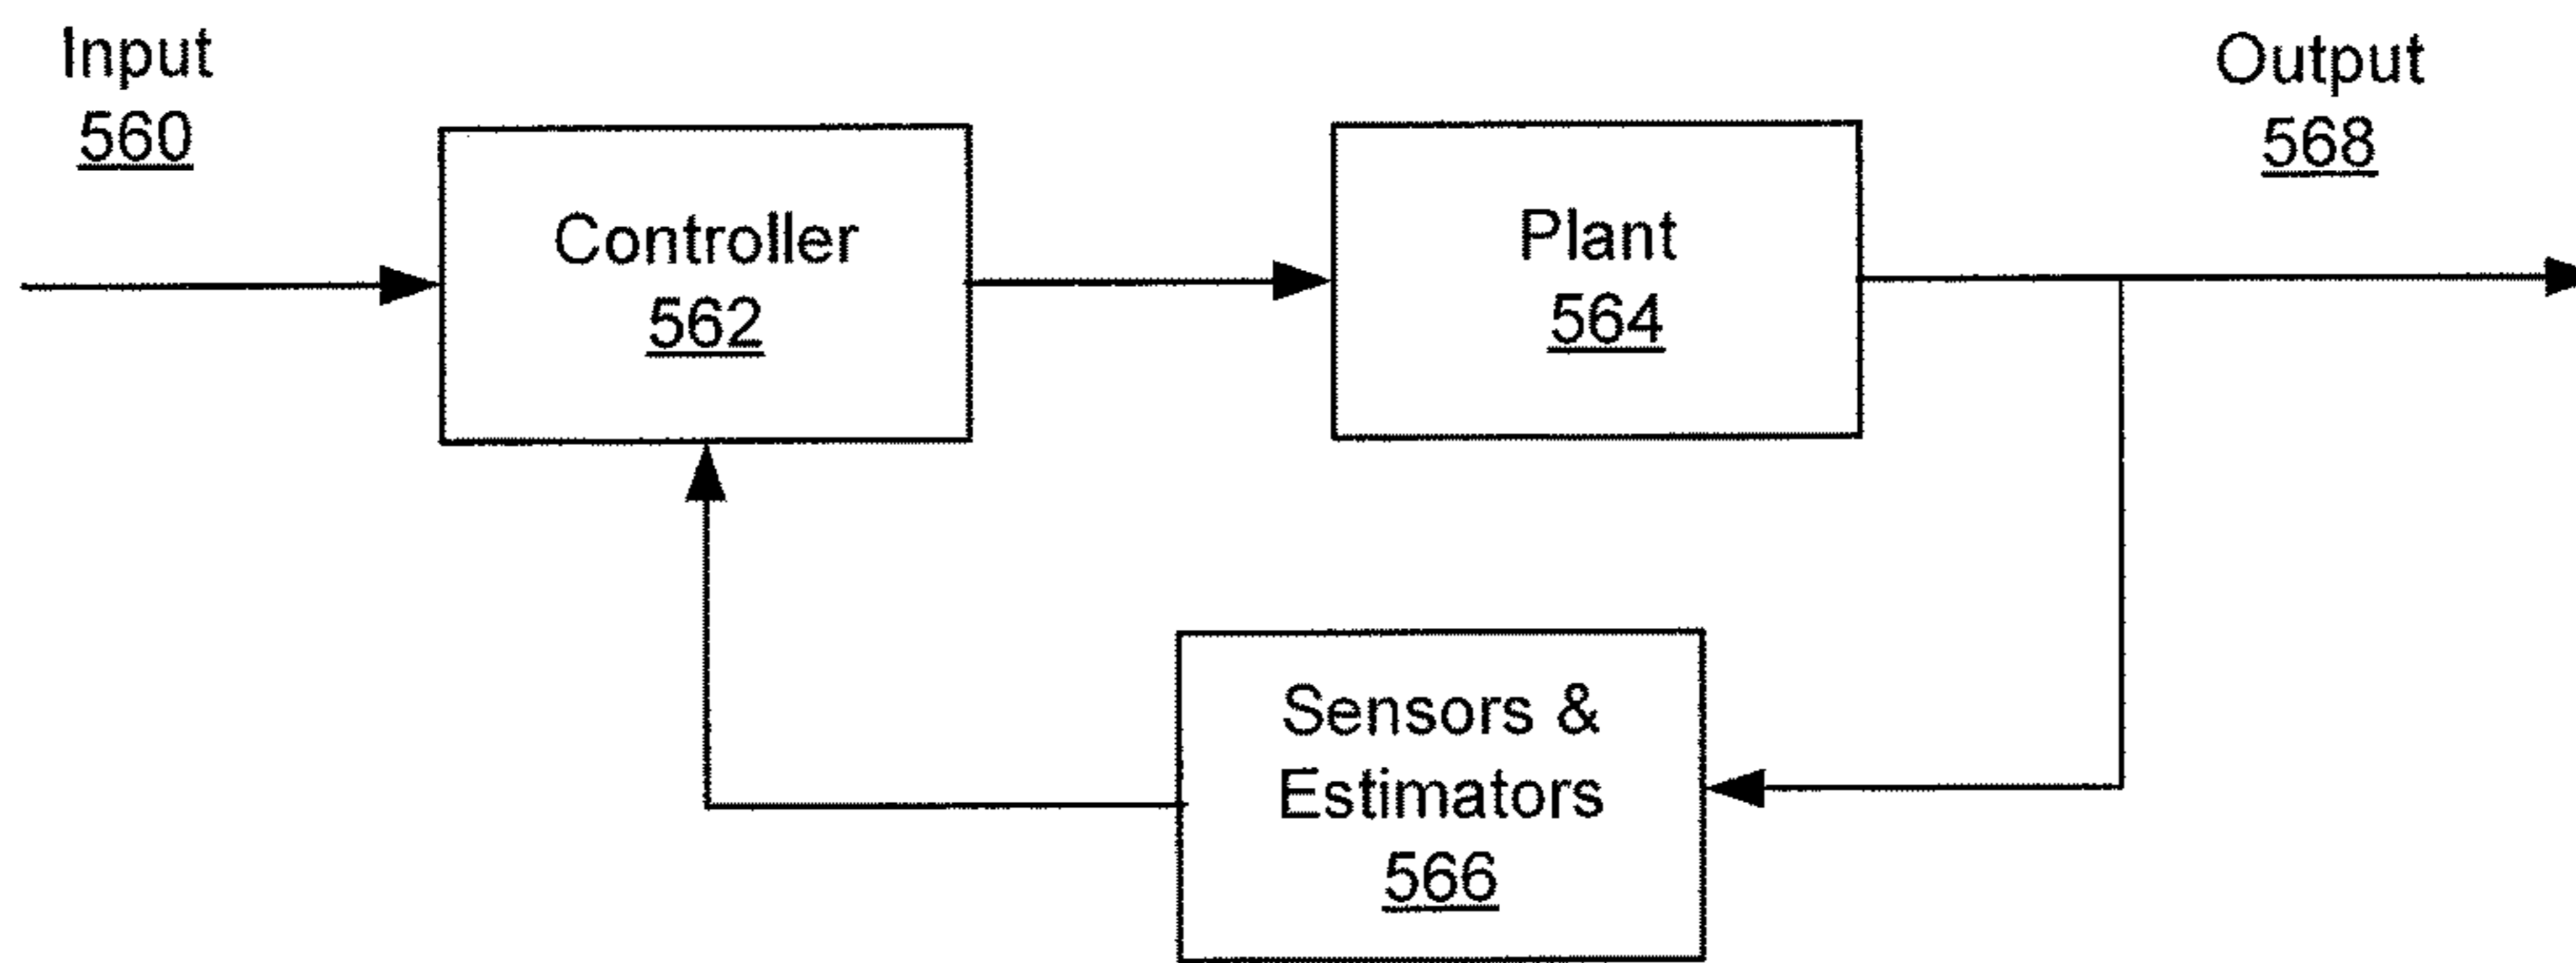 Input
560
Output
568
Controller
562
Plant
564
Sensors &
Estimators
566